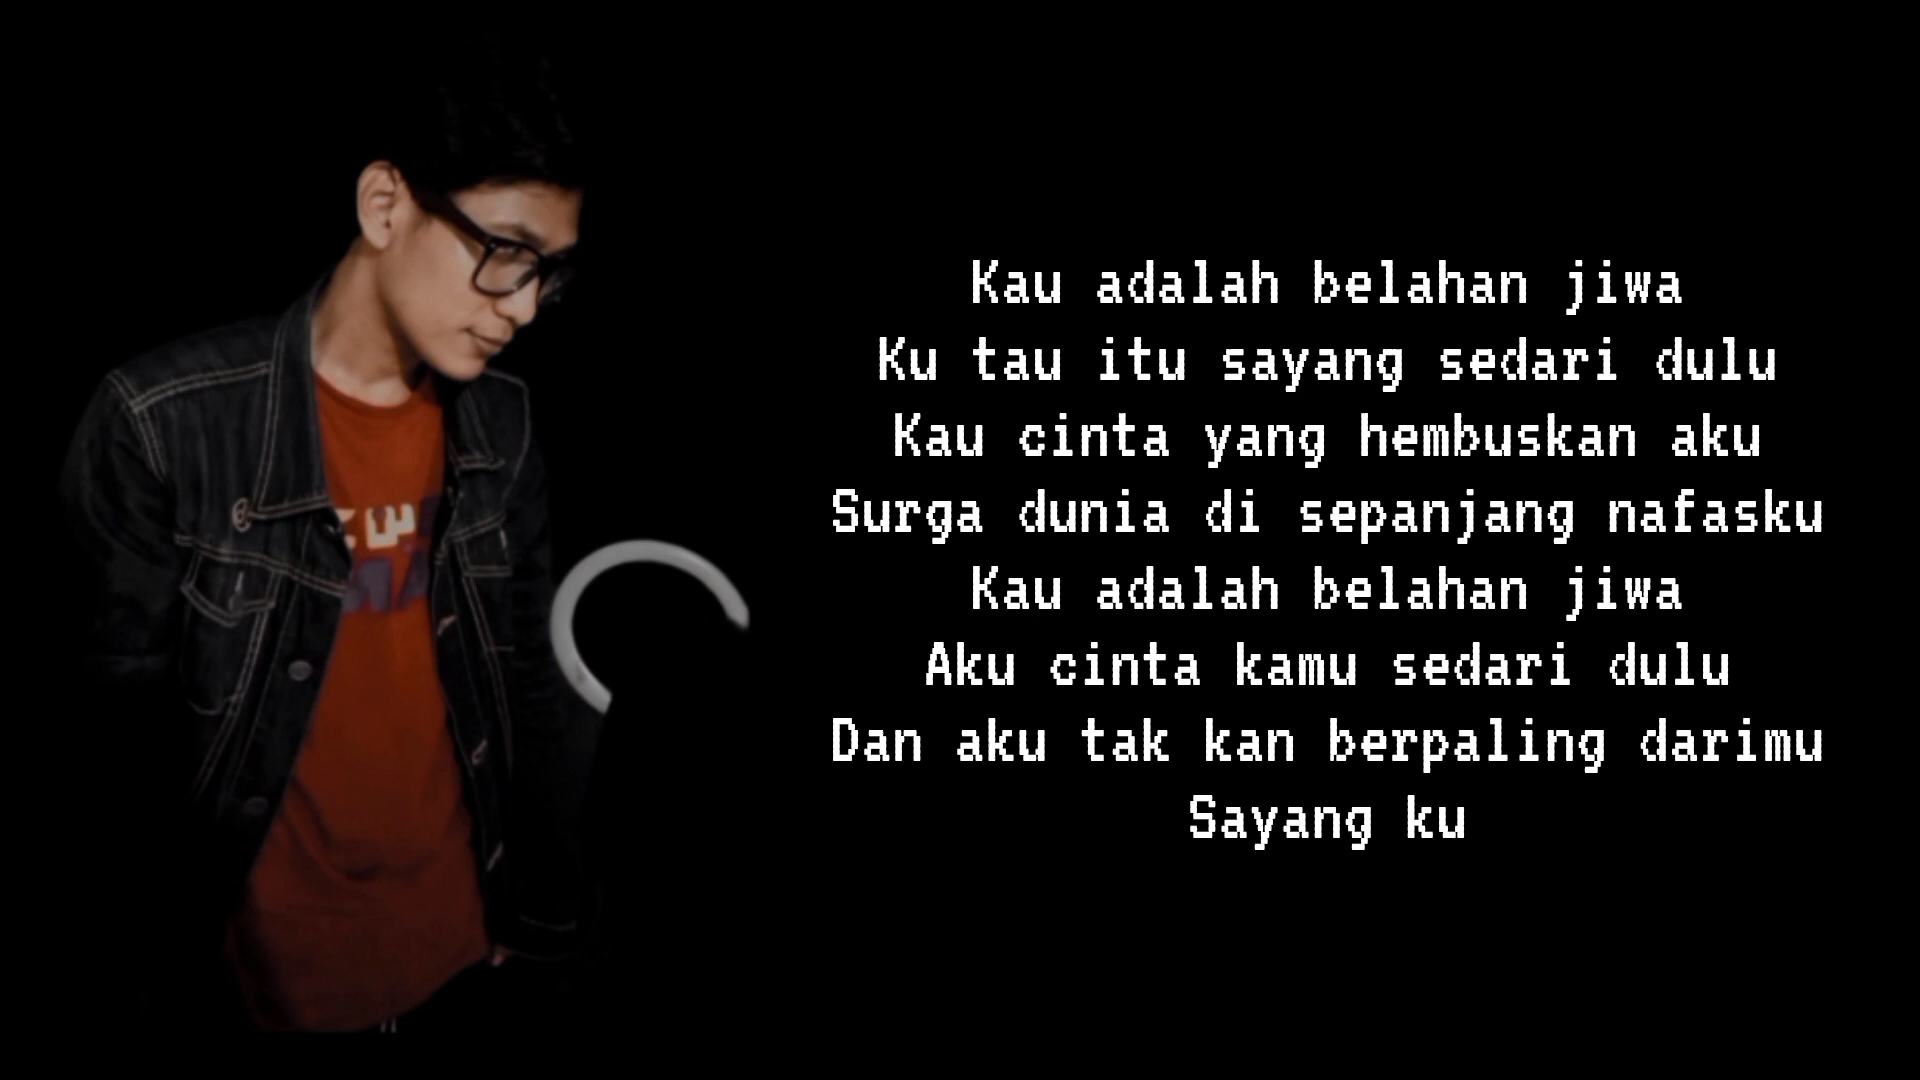 Kau adalah belahan jiwa
Ku tau itu sayang sedari dulu
Kau cinta yang hembuskan aku
Surga dunia di sepanjang nafasku
Kau adalah belahan jiwa
Aku cinta kamu sedari dulu
Dan aku tak kan berpaling darimu
Sayang ku